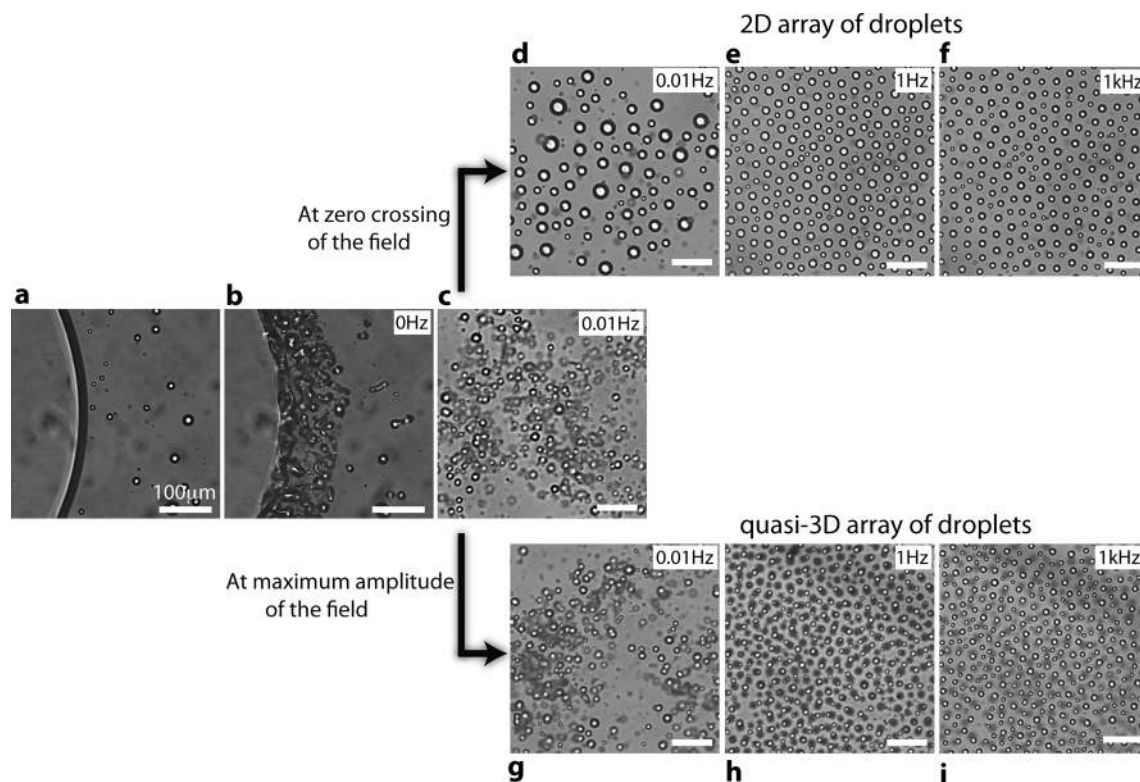 2D array of droplets
d
e
f
0.01Hz
1Hz
1kHz
At zero crossing
of the field
a
b
c
0Hz
0.01Hz
100μm
quasi-3D array of droplets
At maximum amplitude
of the field
0.01Hz
1Hz
1kHz
g
h
i